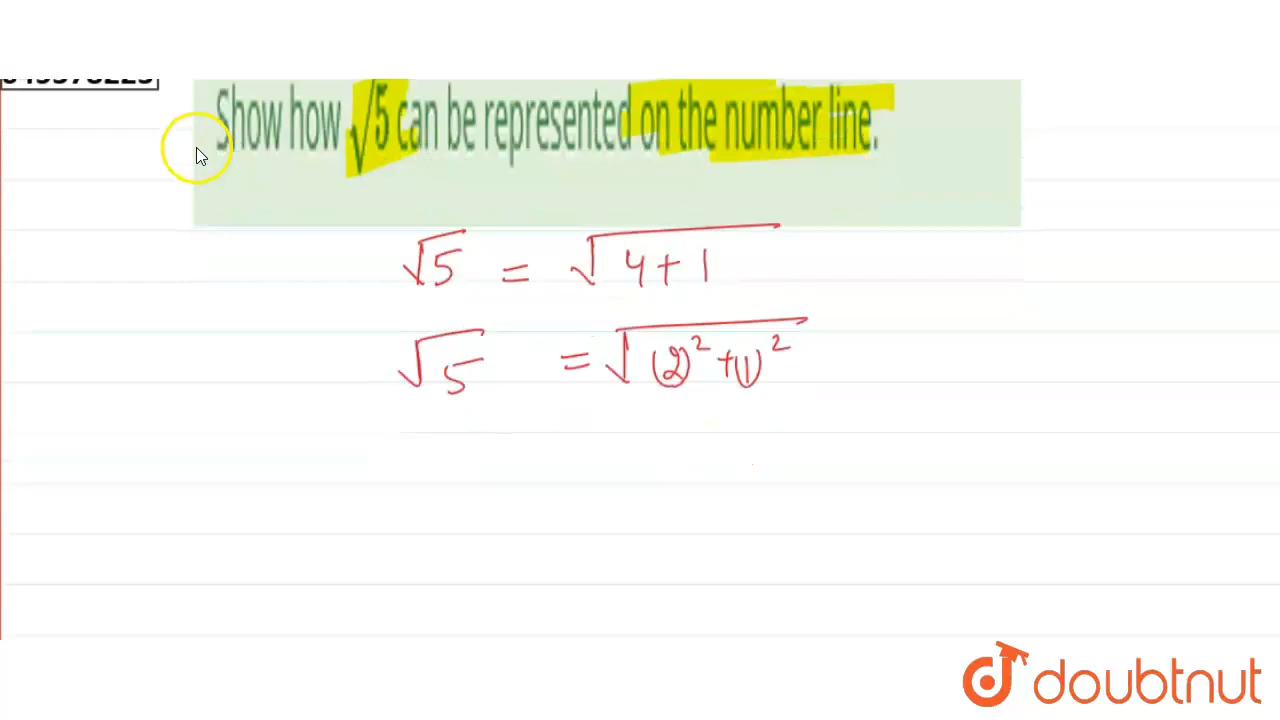 Show how √5 can be represented on the number line.
√5 = √4+1
√5 = √(2)²+(1)²
doubtnut